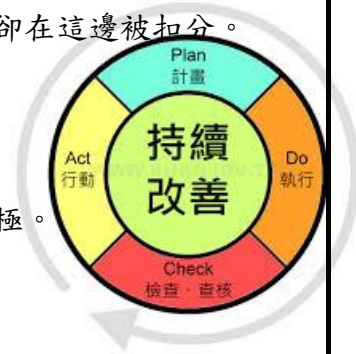 卻在這邊被扣分。
Plan
計畫
Act
行動
持續
改善
Do
執行
極。
Check
檢查、查核